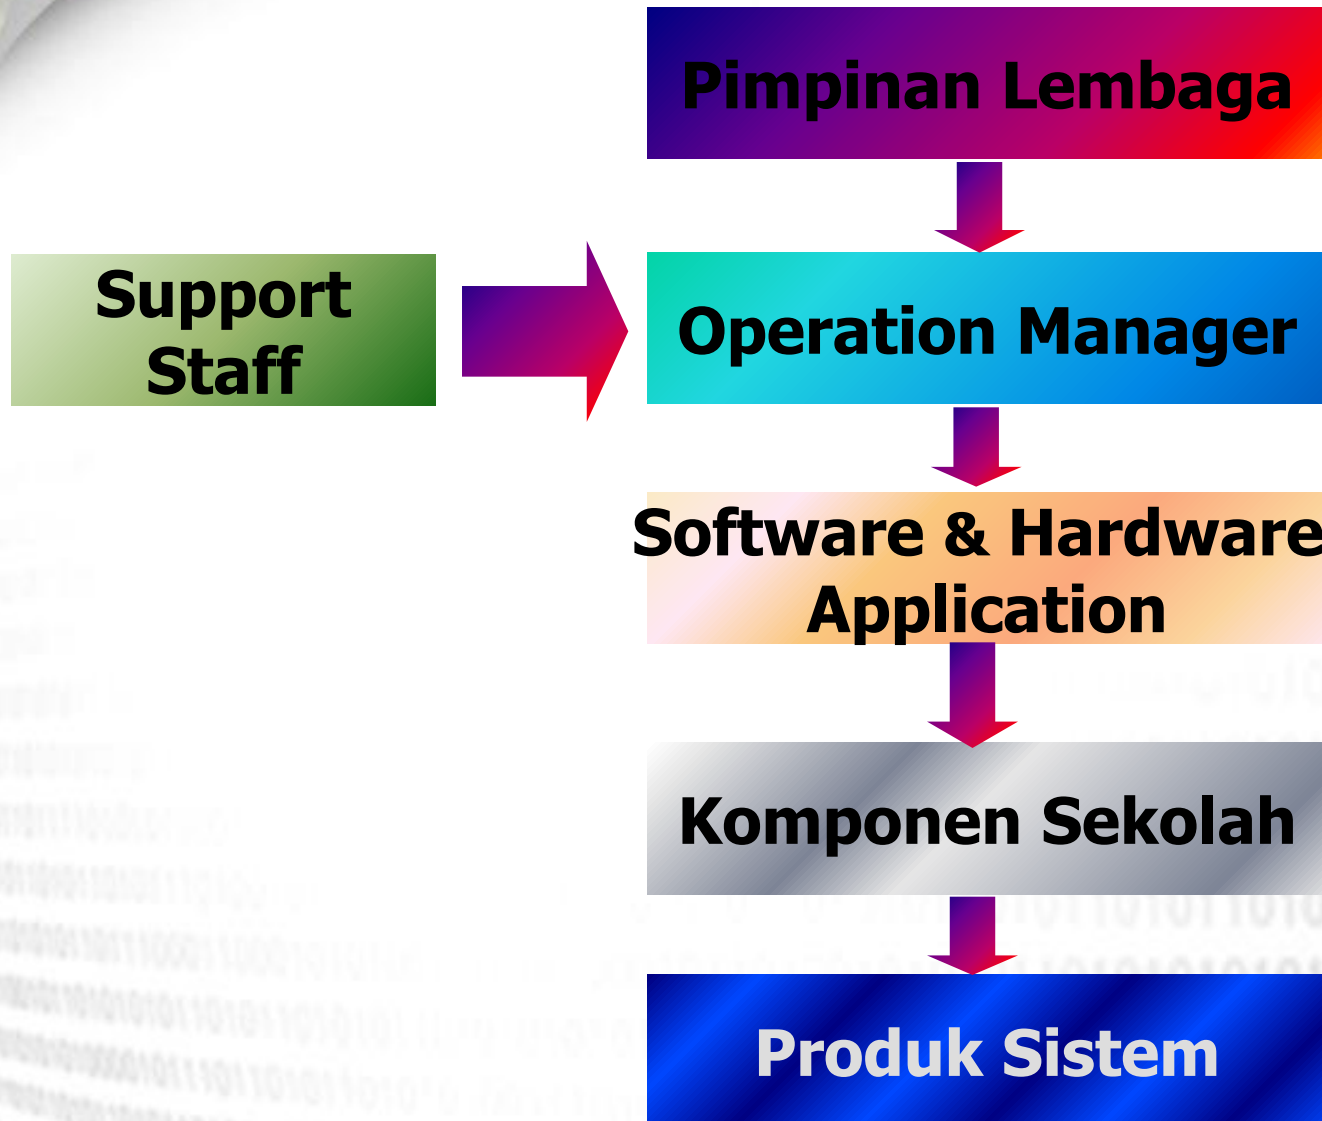 Pimpinan Lembaga
Support
Staff
Operation Manager
Software & Hardware
Application
Komponen Sekolah
Produk Sistem